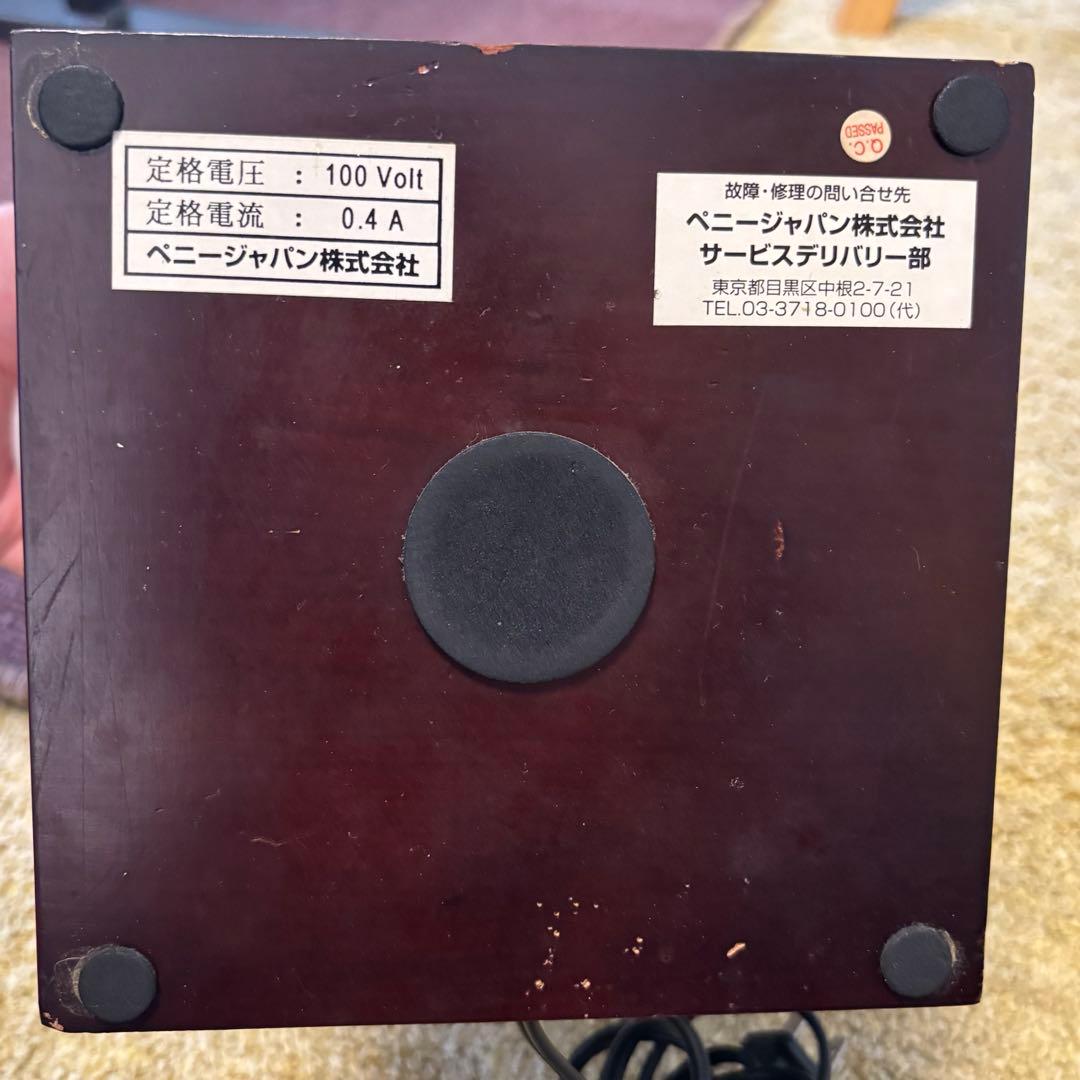 定格電圧 : 100 Volt
定格電流 : 0.4 A
ペニージャパン株式会社
Q.C.
PASSED
故障・修理の問い合せ先
ペニージャパン株式会社
サービスデリバリー部
東京都目黒区中根2-7-21
TEL.03-3718-0100(代)